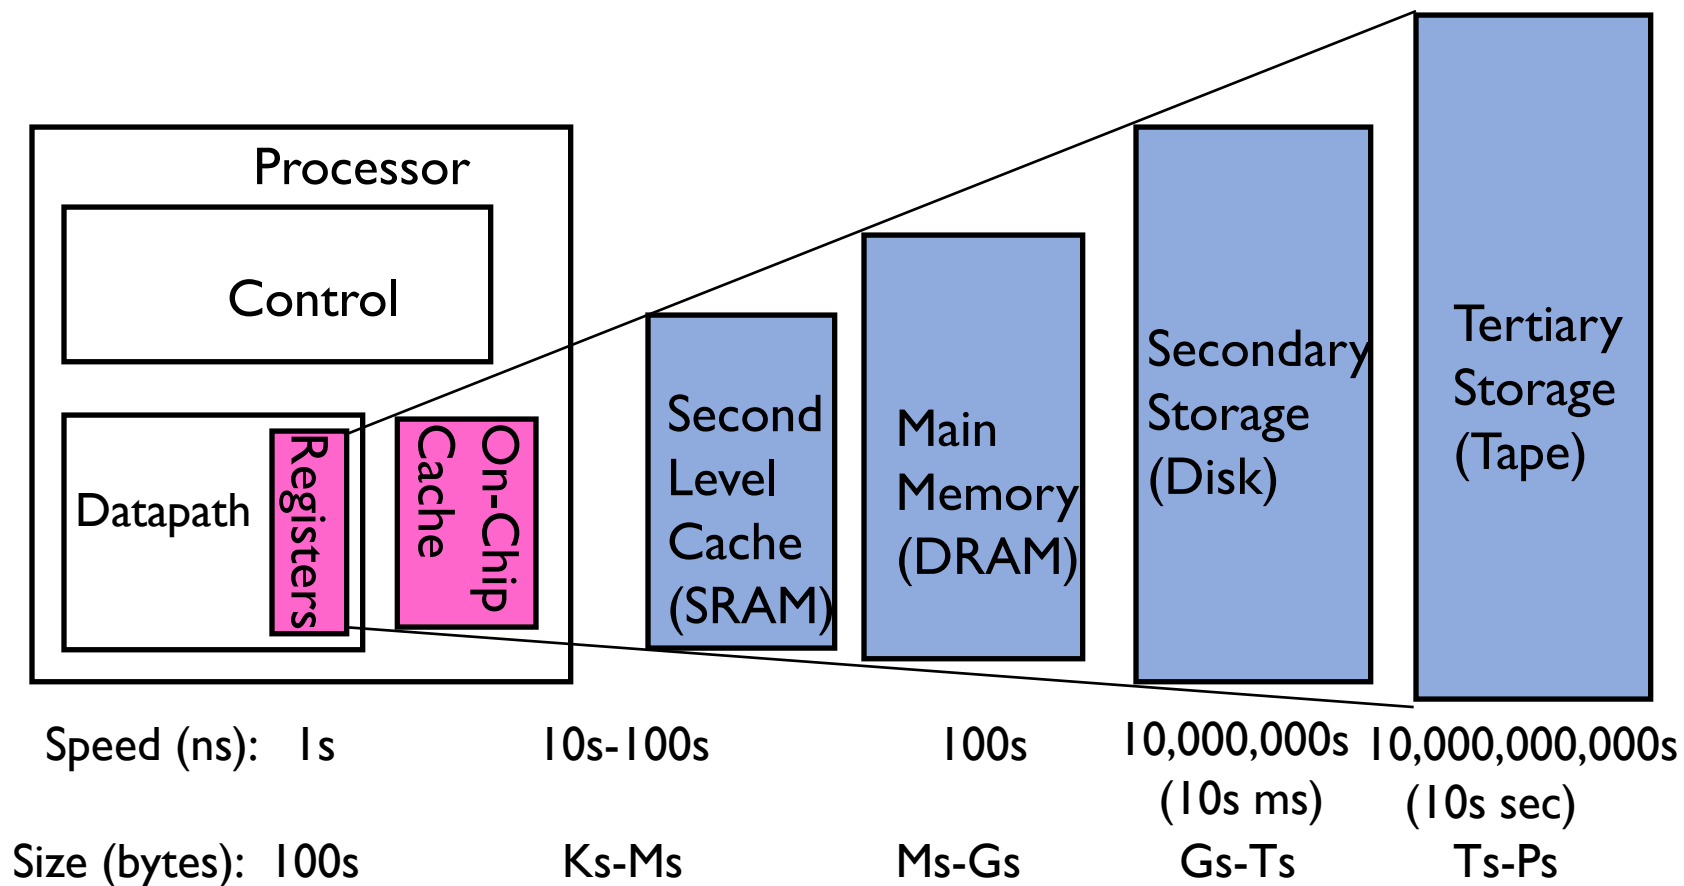 Processor
Control
Datapath
Registers
On-Chip
Cache
Second
Level
Cache
(SRAM)
Main
Memory
(DRAM)
Secondary
Storage
(Disk)
Tertiary
Storage
(Tape)
Speed (ns): 1s 10s-100s 100s 10,000,000s 10,000,000,000s
(10s ms) (10s sec)
Size (bytes): 100s Ks-Ms Ms-Gs Gs-Ts Ts-Ps